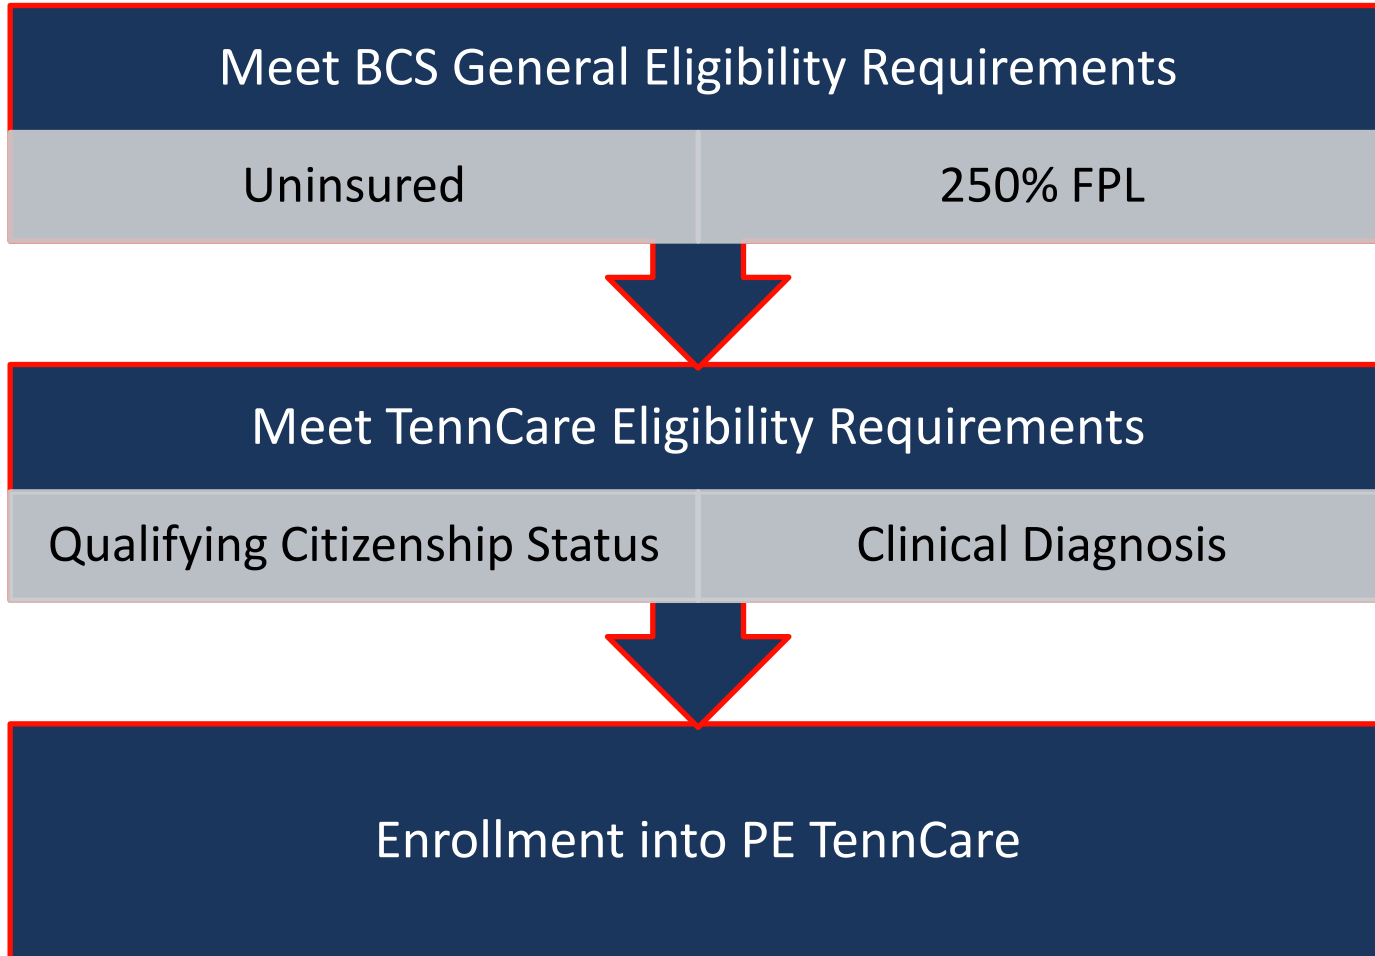 Meet BCS General Eligibility Requirements
Uninsured
250% FPL
Meet TennCare Eligibility Requirements
Qualifying Citizenship Status
Clinical Diagnosis
Enrollment into PE TennCare